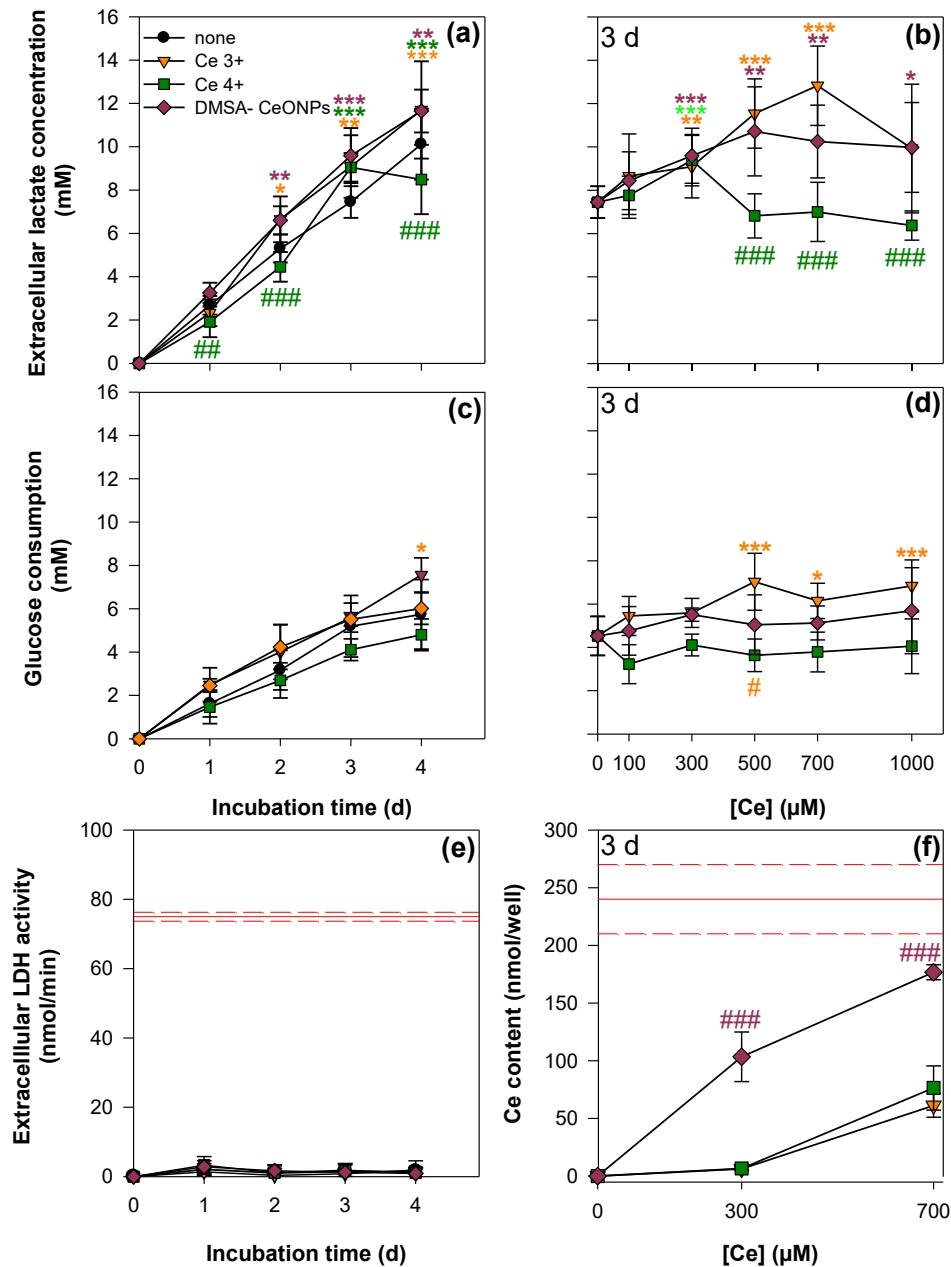 (a)
none
Ce 3+
Ce 4+
DMSA- CeONPs
**
***
***
***
***
**
**
*
###
###
##
16
14
12
10
8
6
4
2
0
Extracellular lactate concentration
(mM)
3 d
(b)
***
**
***
**
*
***
***
**
###
###
###
(c)
*
16
14
12
10
8
6
4
2
0
Glucose consumption
(mM)
0 1 2 3 4
Incubation time (d)
3 d
(d)
***
*
***
#
0 100 300 500 700 1000
[Ce] (µM)
(e)
100
80
60
40
20
0
Extracelllular LDH activity
(nmol/min)
0 1 2 3 4
Incubation time (d)
3 d
(f)
300
250
200
150
100
50
0
Ce content (nmol/well)
###
###
0 300 700
[Ce] (µM)